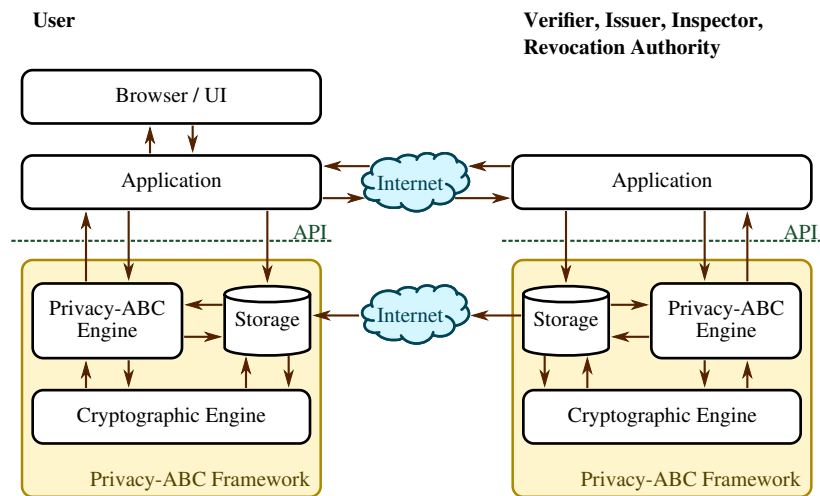 User
Verifier, Issuer, Inspector,
Revocation Authority
Browser / UI
Application
Internet
Application
API
API
Privacy-ABC
Engine
Storage
Internet
Storage
Privacy-ABC
Engine
Cryptographic Engine
Cryptographic Engine
Privacy-ABC Framework
Privacy-ABC Framework